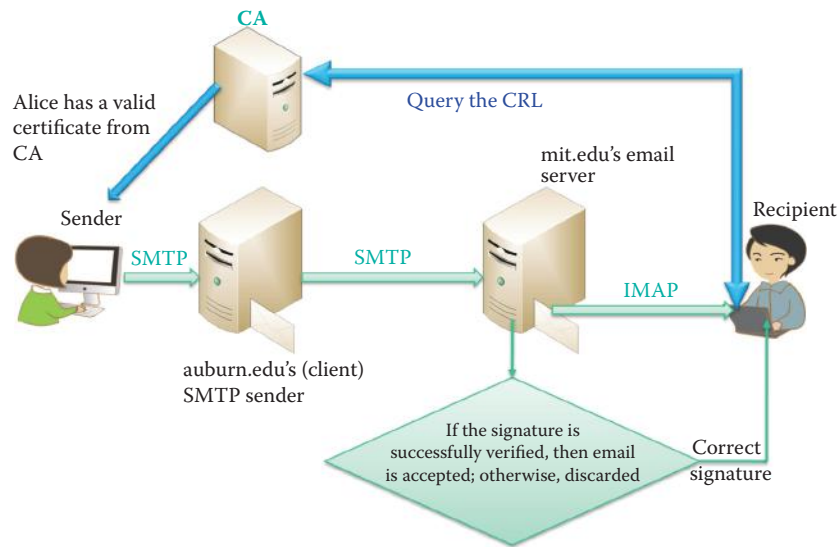 CA
Alice has a valid
certificate from
CA
Query the CRL
mit.edu's email
server
Sender
Recipient
SMTP
SMTP
IMAP
auburn.edu's (client)
SMTP sender
If the signature is
successfully verified, then email
is accepted; otherwise, discarded
Correct
signature